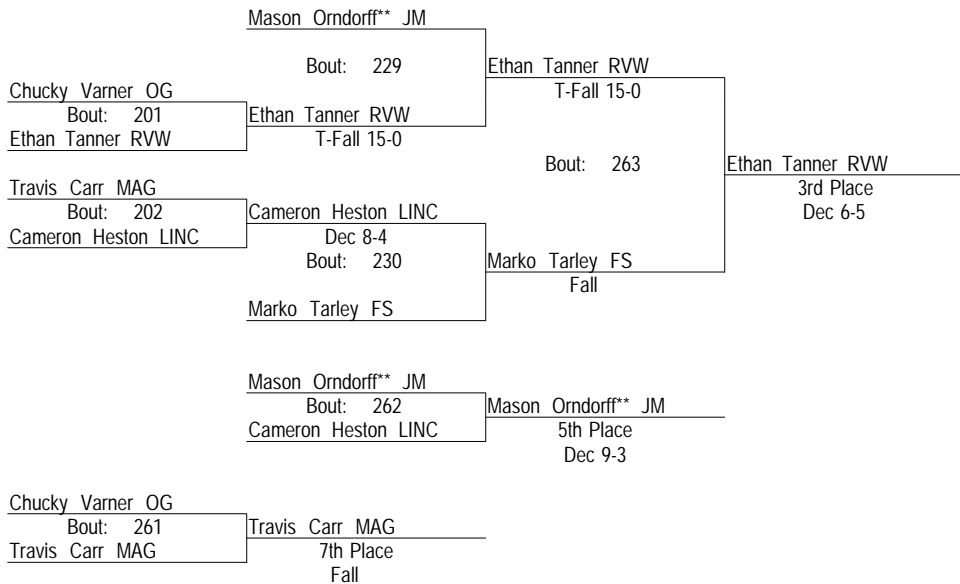 Mason Orndorff** JM
Bout: 229
Ethan Tanner RVW
T-Fall 15-0
Chucky Varner OG
Bout: 201
Ethan Tanner RVW
Ethan Tanner RVW
T-Fall 15-0
Bout: 263
Ethan Tanner RVW
3rd Place
Dec 6-5
Travis Carr MAG
Bout: 202
Cameron Heston LINC
Cameron Heston LINC
Dec 8-4
Bout: 230
Marko Tarley FS
Fall
Marko Tarley FS
Mason Orndorff** JM
Bout: 262
Cameron Heston LINC
Mason Orndorff** JM
5th Place
Dec 9-3
Chucky Varner OG
Bout: 261
Travis Carr MAG
Travis Carr MAG
7th Place
Fall